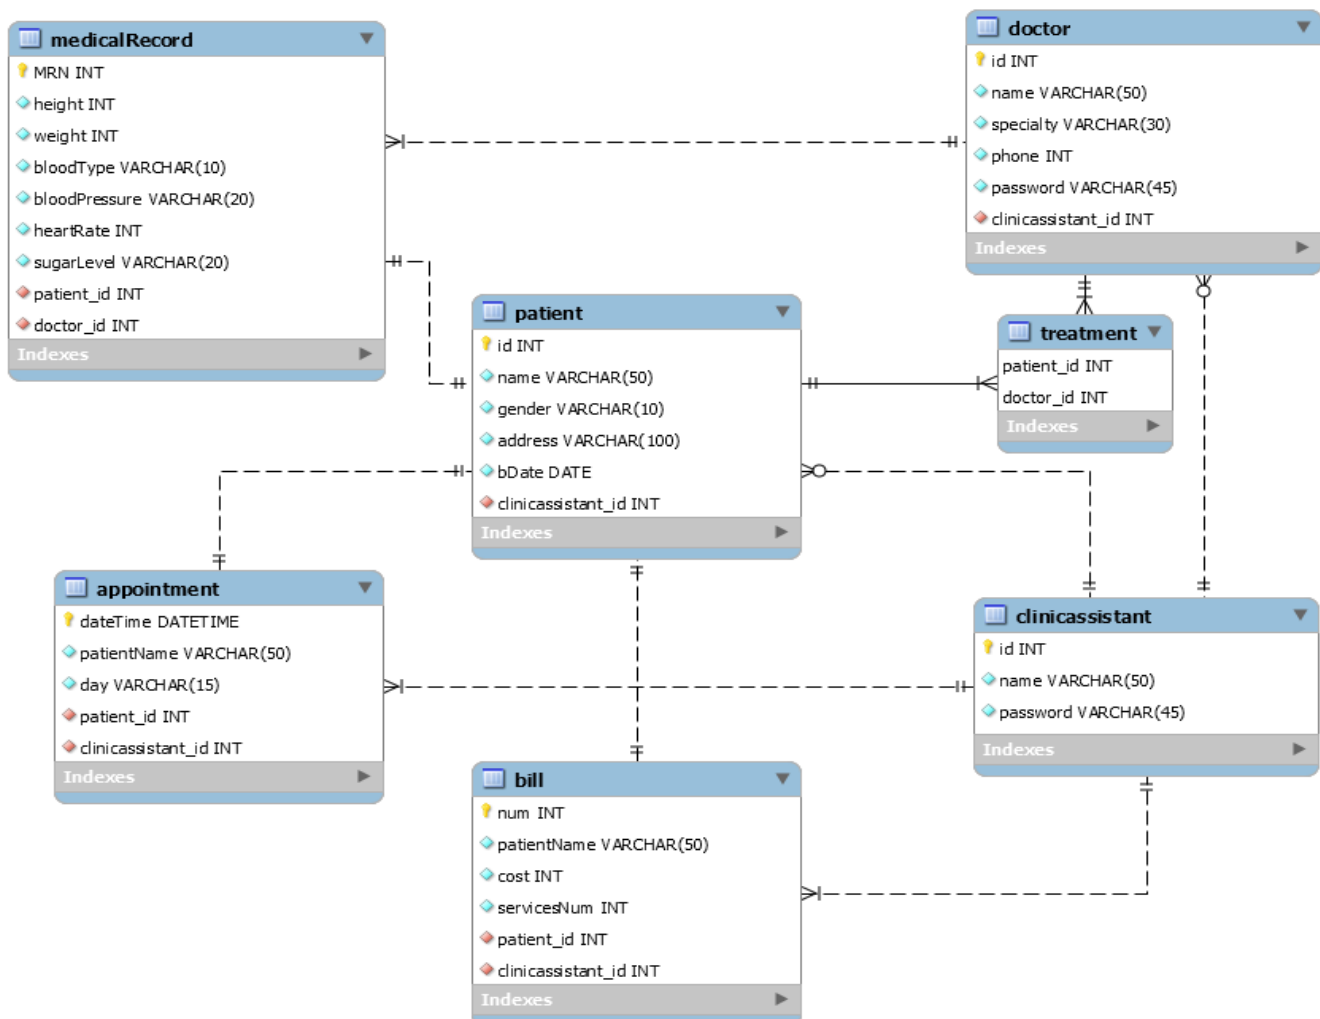 medicalRecord
MRN INT
height INT
weight INT
bloodType VARCHAR(10)
bloodPressure VARCHAR(20)
heartRate INT
sugarLevel VARCHAR(20)
patient_id INT
doctor_id INT
Indexes
doctor
id INT
name VARCHAR(50)
specialty VARCHAR(30)
phone INT
password VARCHAR(45)
clinicassistant_id INT
Indexes
patient
id INT
name VARCHAR(50)
gender VARCHAR(10)
address VARCHAR(100)
bDate DATE
clinicassistant_id INT
Indexes
treatment
patient_id INT
doctor_id INT
Indexes
appointment
dateTime DATETIME
patientName VARCHAR(50)
day VARCHAR(15)
patient_id INT
clinicassistant_id INT
Indexes
clinicassistant
id INT
name VARCHAR(50)
password VARCHAR(45)
Indexes
bill
num INT
patientName VARCHAR(50)
cost INT
servicesNum INT
patient_id INT
clinicassistant_id INT
Indexes